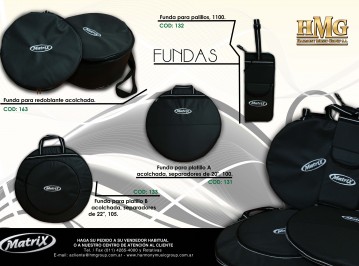 Funda para palillos, 1100.
COD: 132
HMG
FUNDAS
Matrix
Funda para redoblante acolchada.
COD: 163
Funda para platillo A
acolchada, separadores de 20", 100.
COD: 131
COD: 135
Funda para platillo B
acolchada, separadores
de 22", 105.
Matrix
HAGA SU PEDIDO A SU VENDEDOR HABITUAL
O A NUESTRO CENTRO DE ATENCIÓN AL CLIENTE